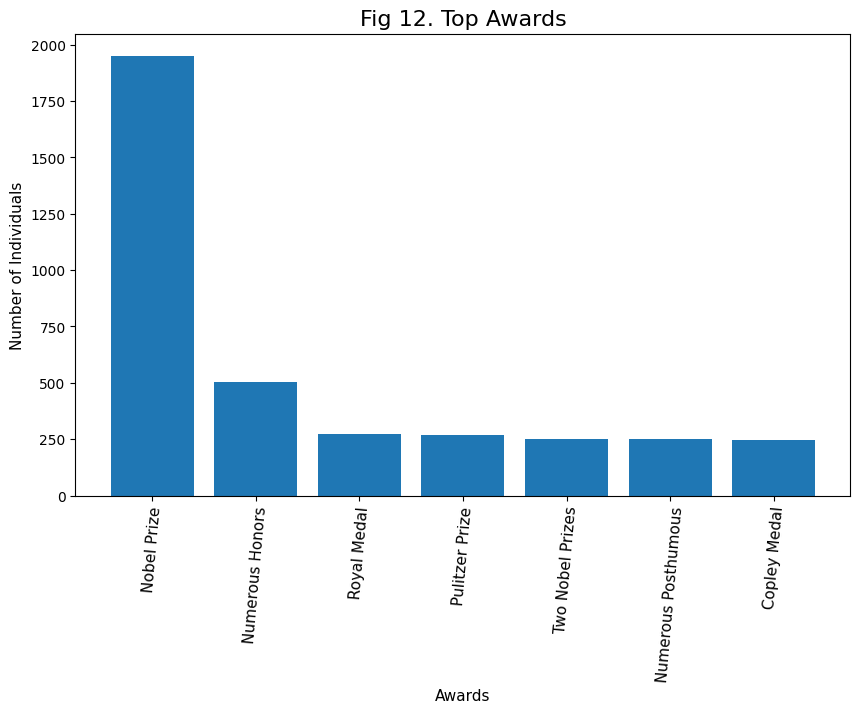 Fig 12. Top Awards
Number of Individuals
2000
1750
1500
1250
1000
750
500
250
0
Nobel Prize
Numerous Honors
Royal Medal
Pulitzer Prize
Two Nobel Prizes
Numerous Posthumous
Copley Medal
Awards